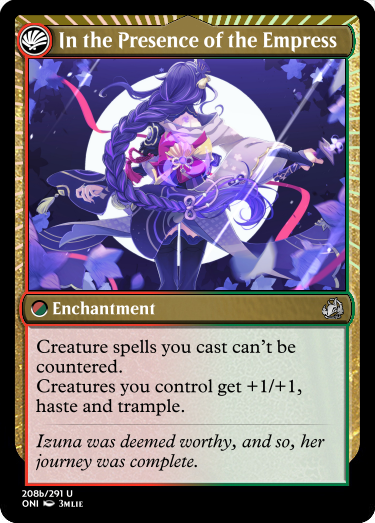 In the Presence of the Empress
Enchantment
Creature spells you cast can't be
countered.
Creatures you control get +1/+1,
haste and trample.
Izuna was deemed worthy, and so, her
journey was complete.
208b/291 U
ONI 3MLIE